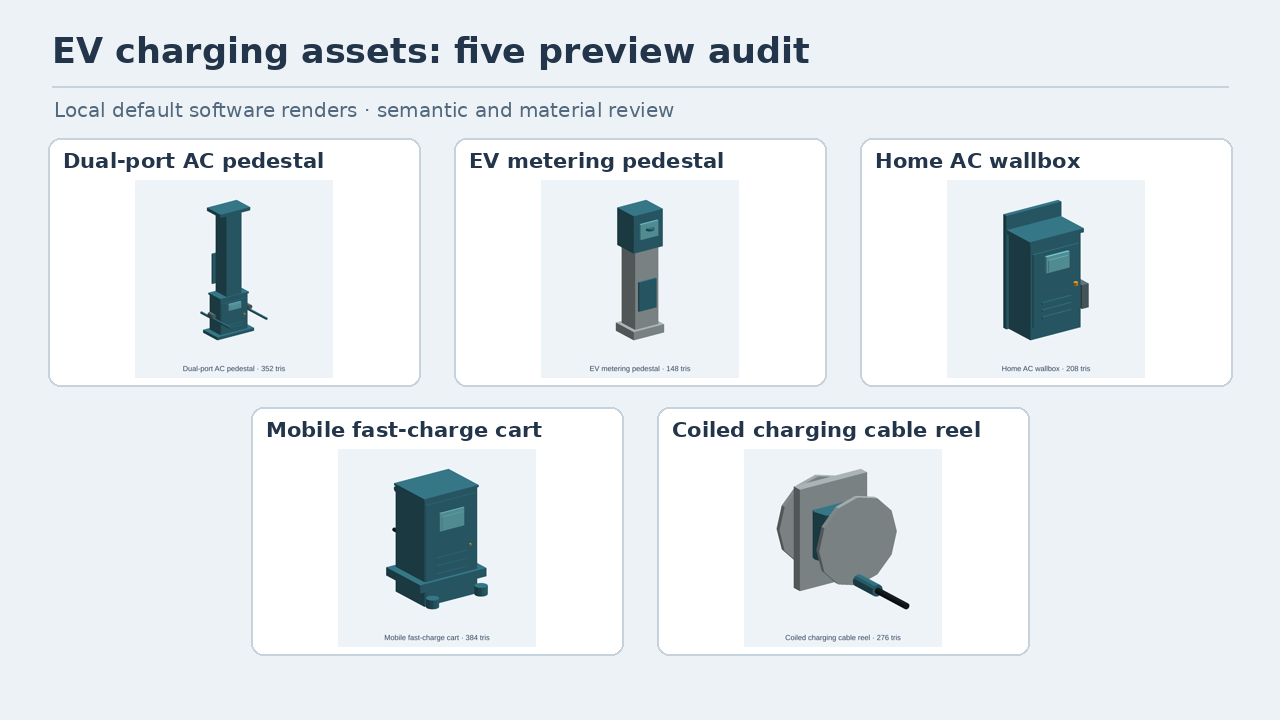 EV charging assets: five preview audit
Local default software renders · semantic and material review
Dual-port AC pedestal
Dual-port AC pedestal · 352 tris
EV metering pedestal
EV metering pedestal · 148 tris
Home AC wallbox
Home AC wallbox · 208 tris
Mobile fast-charge cart
Mobile fast-charge cart · 384 tris
Coiled charging cable reel
Coiled charging cable reel · 276 tris